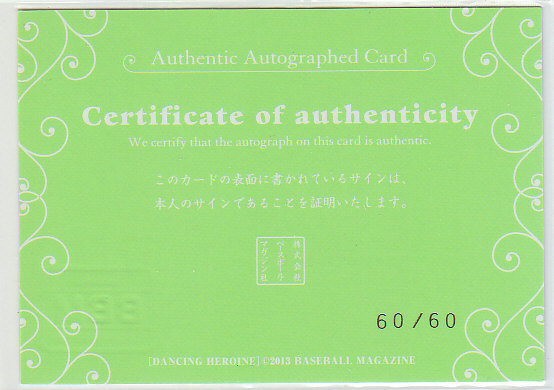 Authentic Autographed Card
Certificate of authenticity
We certify that the autograph on this card is authentic.
このカードの表面に書かれているサインは、
本人のサインであることを証明いたします。
株式会社
ベースボール
マガジン社
60/60
[DANCING HEROINE]©2013 BASEBALL MAGAZINE